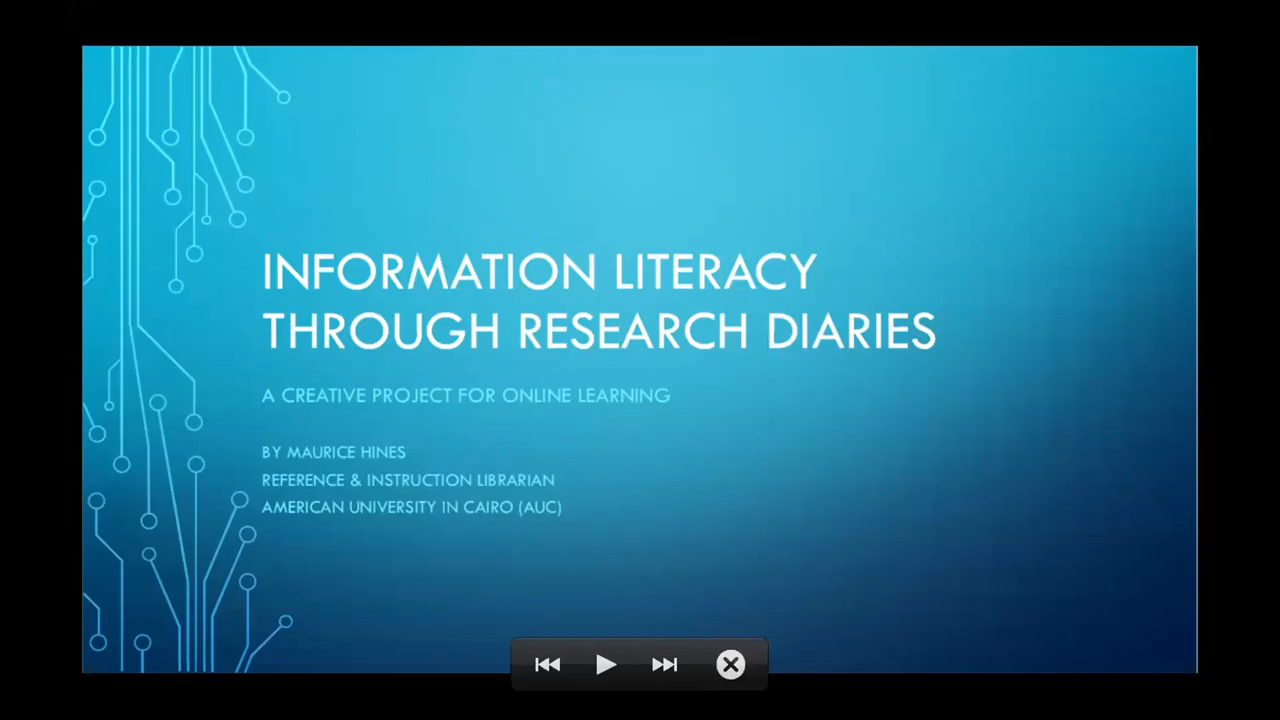 INFORMATION LITERACY
THROUGH RESEARCH DIARIES
A CREATIVE PROJECT FOR ONLINE LEARNING
BY MAURICE HINES
REFERENCE & INSTRUCTION LIBRARIAN
AMERICAN UNIVERSITY IN CAIRO (AUC)